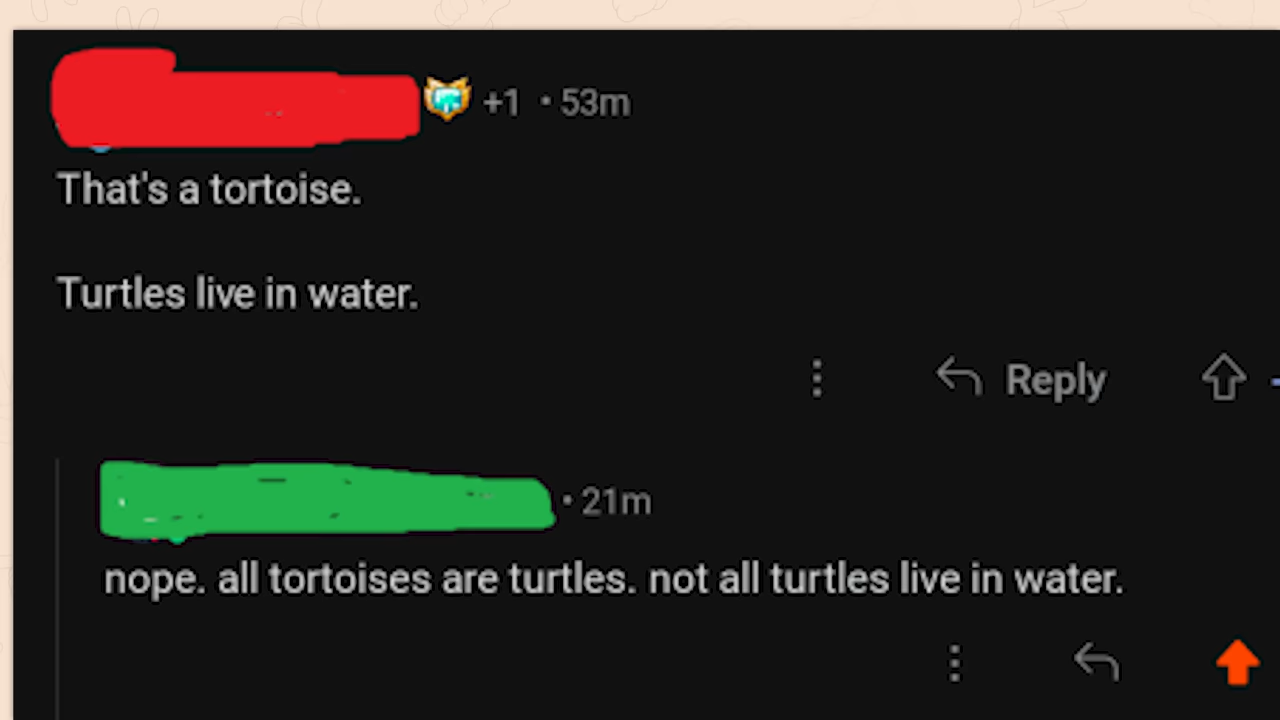 +1 • 53m
That's a tortoise.
Turtles live in water.
Reply
• 21m
nope. all tortoises are turtles. not all turtles live in water.